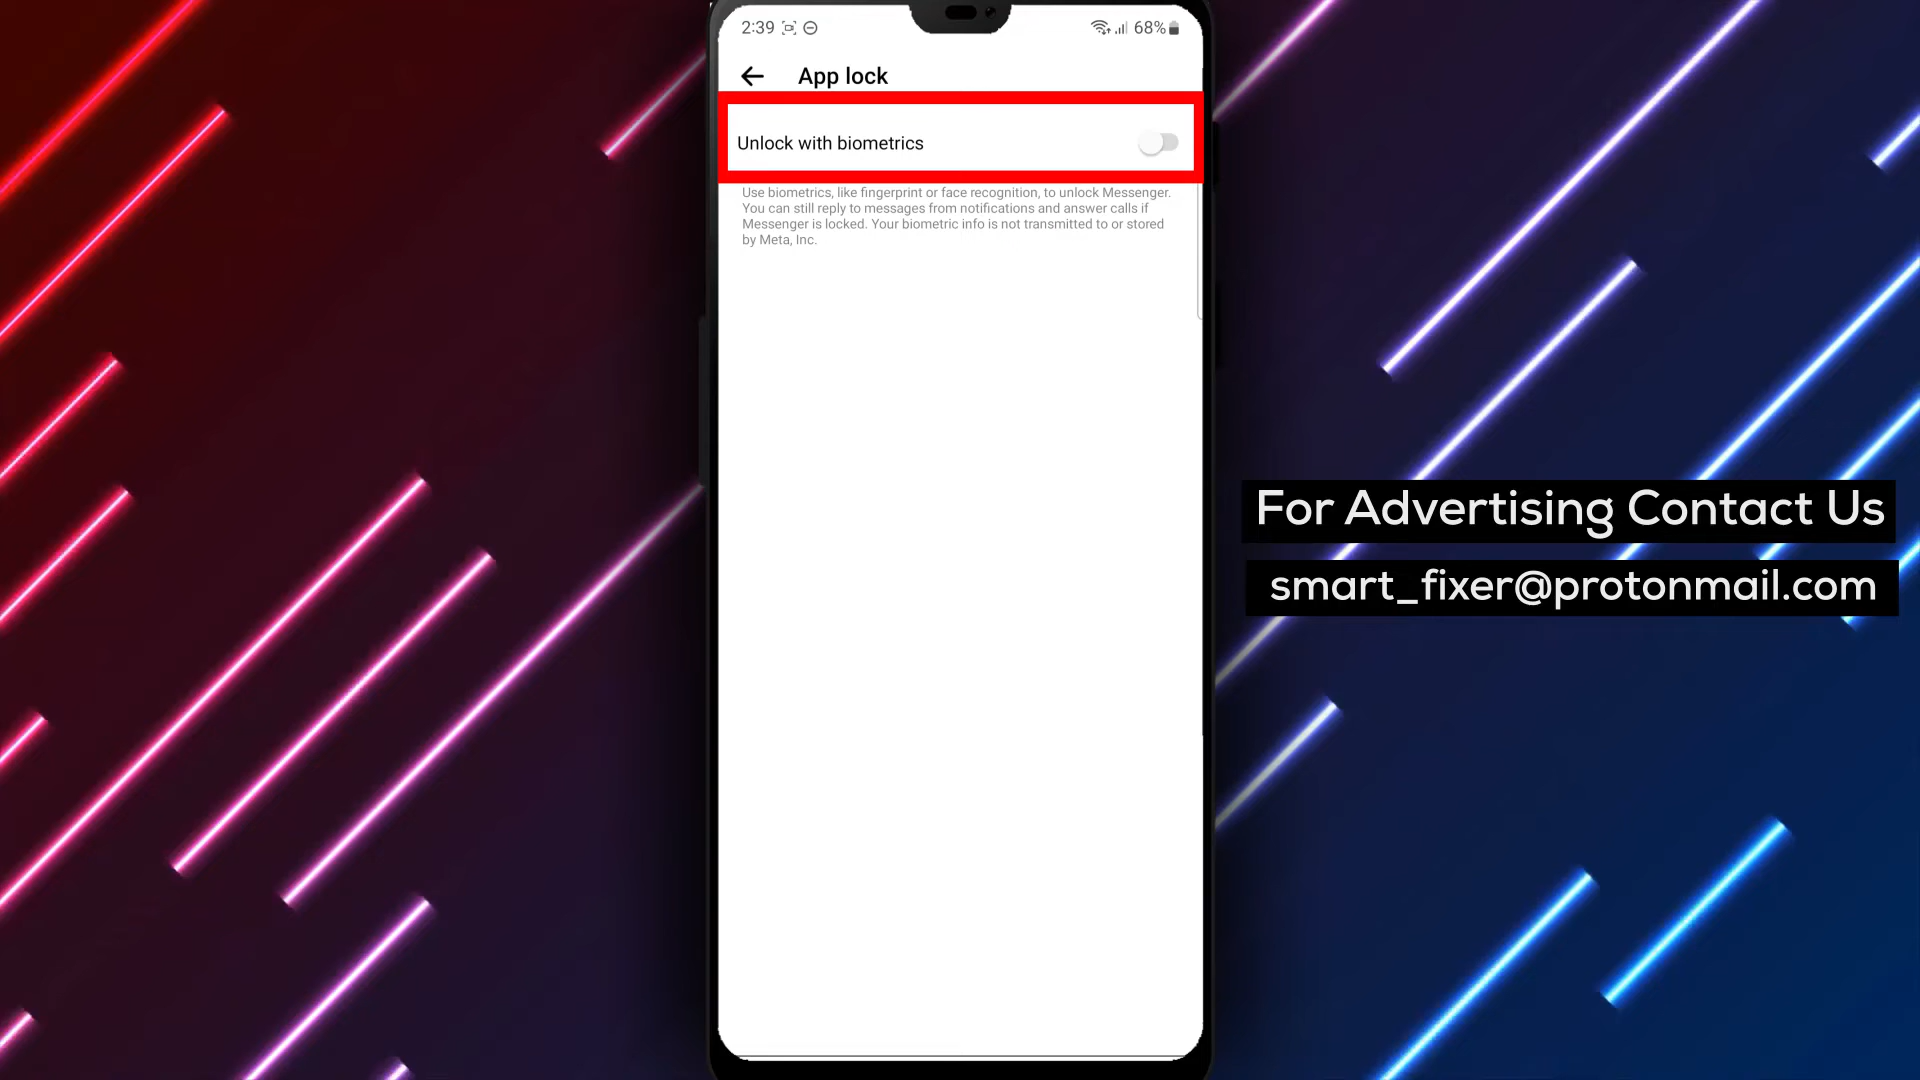 2:39 68%
App lock
Unlock with biometrics
Use biometrics, like fingerprint or face recognition, to unlock Messenger.
You can still reply to messages from notifications and answer calls if
Messenger is locked. Your biometric info is not transmitted to or stored
by Meta, Inc.
For Advertising Contact Us
smart_fixer@protonmail.com